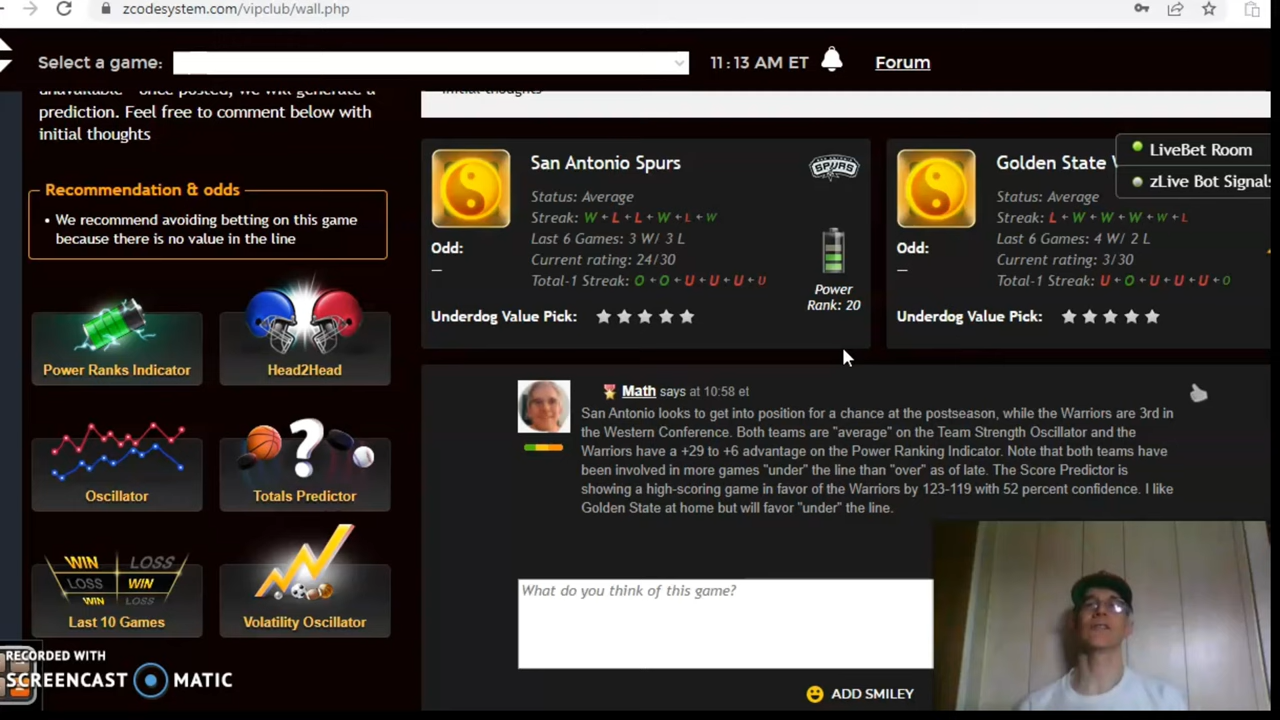 zcodesystem.com/vipclub/wall.php
Select a game:
11:13 AM ET
Forum
unavailable - once posted, we will generate a
prediction. Feel free to comment below with
initial thoughts
Recommendation & odds
• We recommend avoiding betting on this game
because there is no value in the line
Power Ranks Indicator
Head2Head
Oscillator
Totals Predictor
WIN LOSS
LOSS WIN
WIN LOSS
Last 10 Games
Volatility Oscillator
RECORDED WITH
SCREENCAST MATIC
initial thoughts
San Antonio Spurs
SPURS
Status: Average
Streak: W L L W L W
Last 6 Games: 3 W/ 3 L
Odd:
—
Current rating: 24/30
Total-1 Streak: O O U U U U
Power
Rank: 20
Underdog Value Pick:
Golden State
LiveBet Room
zLive Bot Signals
Status: Average
Streak: L W W W W L
Last 6 Games: 4 W/ 2 L
Odd:
—
Current rating: 3/30
Total-1 Streak: U O U U U O
Underdog Value Pick:
Math says at 10:58 et
San Antonio looks to get into position for a chance at the postseason, while the Warriors are 3rd in
the Western Conference. Both teams are "average" on the Team Strength Oscillator and the
Warriors have a +29 to +6 advantage on the Power Ranking Indicator. Note that both teams have
been involved in more games "under" the line than "over" as of late. The Score Predictor is
showing a high-scoring game in favor of the Warriors by 123-119 with 52 percent confidence. I like
Golden State at home but will favor "under" the line.
What do you think of this game?
ADD SMILEY